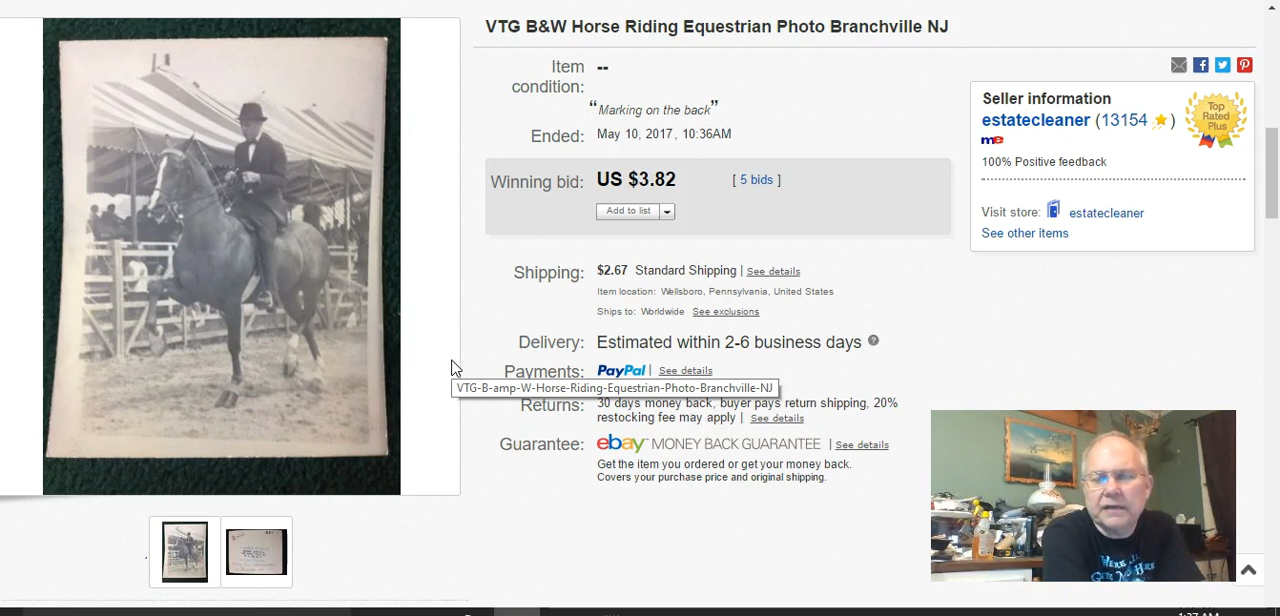 VTG B&W Horse Riding Equestrian Photo Branchville NJ
Item condition: --
“Marking on the back”
Ended: May 10, 2017, 10:36AM
Winning bid: US $3.82 [ 5 bids ]
Add to list
Shipping: $2.67 Standard Shipping | See details
Item location: Wellsboro, Pennsylvania, United States
Ships to: Worldwide See exclusions
Delivery: Estimated within 2-6 business days ?
Payments: PayPal | See details
VTG-B-amp-W-Horse-Riding-Equestrian-Photo-Branchville-NJ
Returns: 30 days money back, buyer pays return shipping, 20%
restocking fee may apply | See details
Guarantee: ebay MONEY BACK GUARANTEE | See details
Get the item you ordered or get your money back.
Covers your purchase price and original shipping.
Seller information
estatecleaner (13154 )
me
100% Positive feedback
Top
Rated
Plus
Visit store: estatecleaner
See other items
1:37 AM